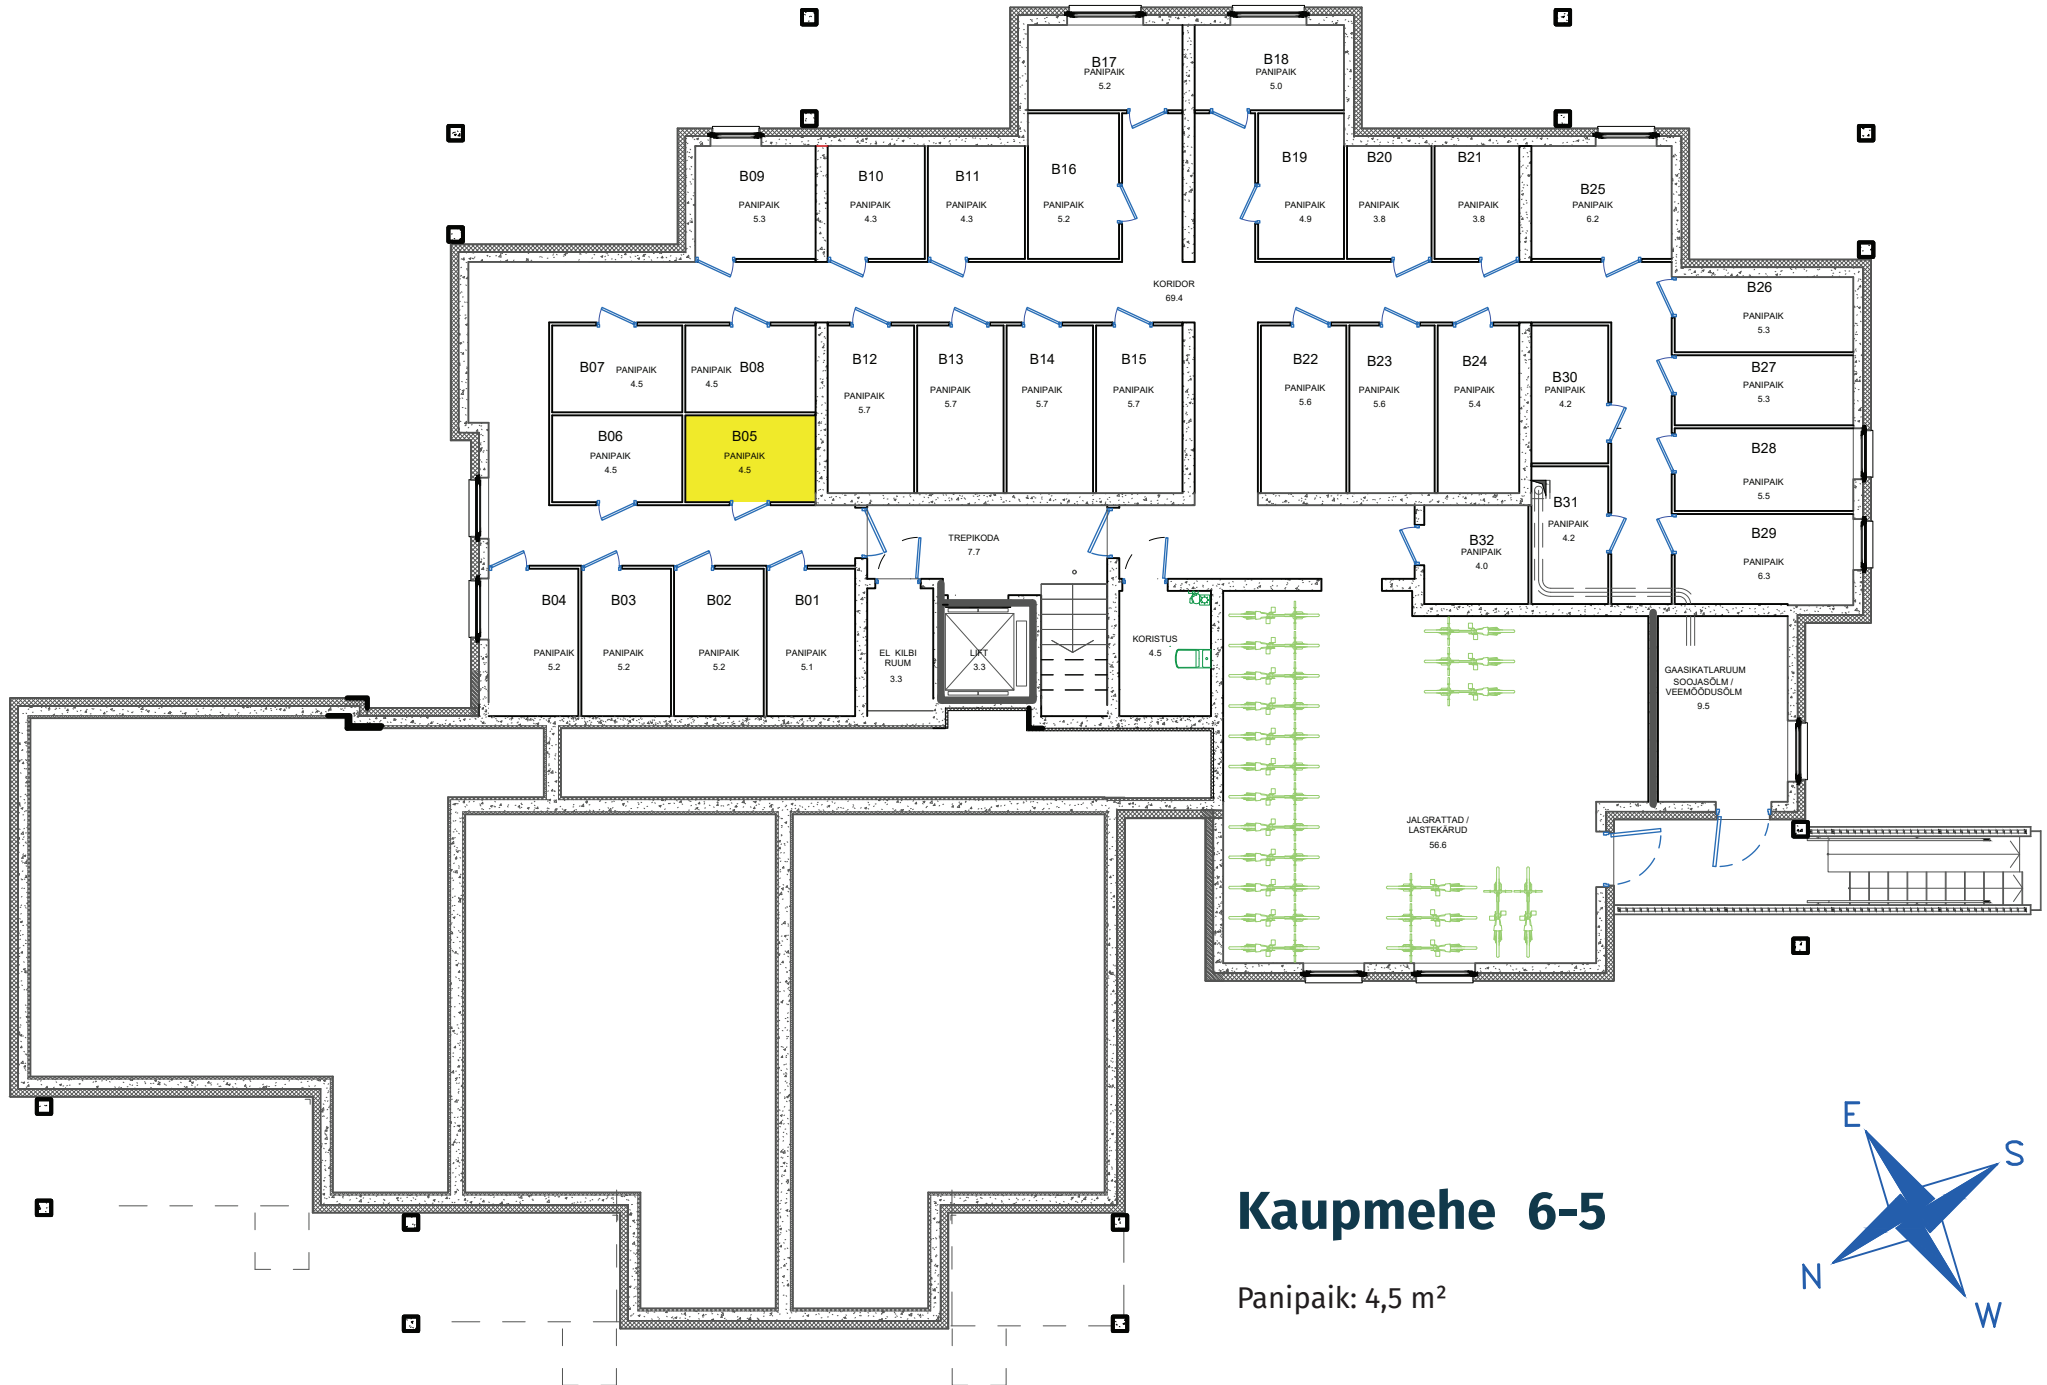 B17
PANIPAIK
5.2
B18
PANIPAIK
5.0
B09
PANIPAIK
5.3
B10
PANIPAIK
4.3
B11
PANIPAIK
4.3
B16
PANIPAIK
5.2
B19
PANIPAIK
4.9
B20
PANIPAIK
3.8
B21
PANIPAIK
3.8
B25
PANIPAIK
6.2
KORIDOR
69.4
B26
PANIPAIK
5.3
B07
PANIPAIK
4.5
PANIPAIK
4.5
B08
B12
PANIPAIK
5.7
B13
PANIPAIK
5.7
B14
PANIPAIK
5.7
B15
PANIPAIK
5.7
B22
PANIPAIK
5.6
B23
PANIPAIK
5.6
B24
PANIPAIK
5.4
B30
PANIPAIK
4.2
B27
PANIPAIK
5.3
B06
PANIPAIK
4.5
B05
PANIPAIK
4.5
B28
PANIPAIK
5.5
B31
PANIPAIK
4.2
B32
PANIPAIK
4.0
B29
PANIPAIK
6.3
TREPIKODA
7.7
B04
PANIPAIK
5.2
B03
PANIPAIK
5.2
B02
PANIPAIK
5.2
B01
PANIPAIK
5.1
EL KILBI
RUUM
3.3
LIFT
3.3
KORISTUS
4.5
GAASIKATLARUUM
SOOJASÕLM /
VEEMÕÕDUSÕLM
9.5
JALGRATTAD /
LASTEKÄRUD
56.6
Kaupmehe 6-5
Panipaik: 4,5 m²
E
S
N
W